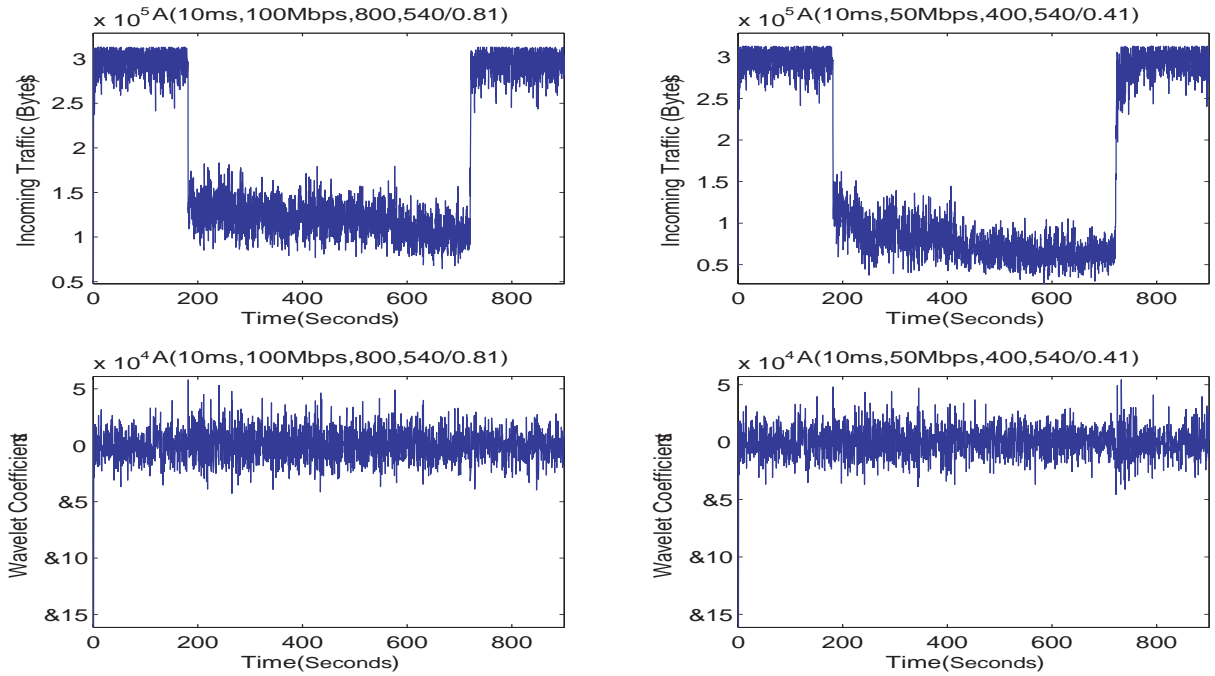 x 10^5 A(10ms,100Mbps,800,540/0.81)
3
2.5
2
1.5
1
0.5
Incoming Traffic (Bytes)
0 200 400 600 800
Time(Seconds)
x 10^5 A(10ms,50Mbps,400,540/0.41)
3
2.5
2
1.5
1
0.5
Incoming Traffic (Bytes)
0 200 400 600 800
Time(Seconds)
x 10^4 A(10ms,100Mbps,800,540/0.81)
5
0
&5
&10
&15
Wavelet Coefficients
0 200 400 600 800
Time(Seconds)
x 10^4 A(10ms,50Mbps,400,540/0.41)
5
0
&5
&10
&15
Wavelet Coefficients
0 200 400 600 800
Time(Seconds)